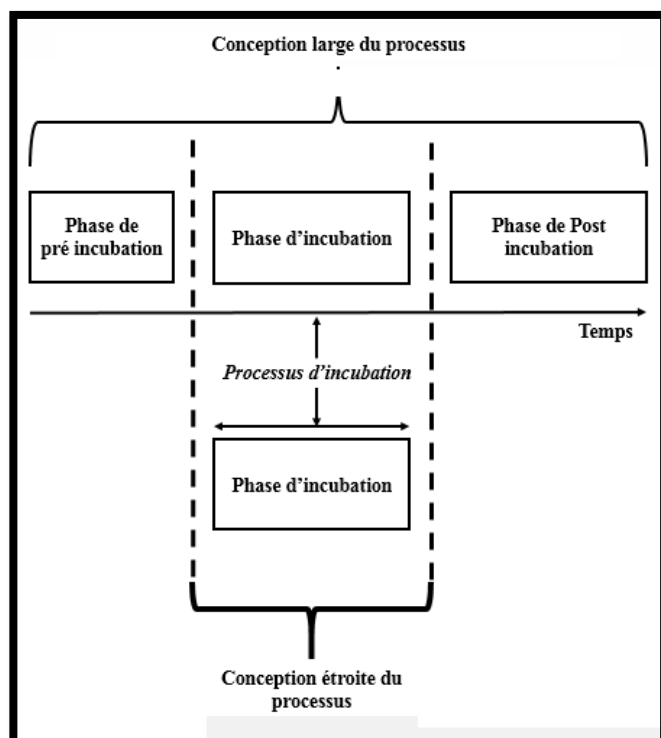 Conception large du processus
Phase de
pré incubation
Phase d’incubation
Phase de Post
incubation
Temps
Processus d’incubation
Phase d’incubation
Conception étroite du
processus